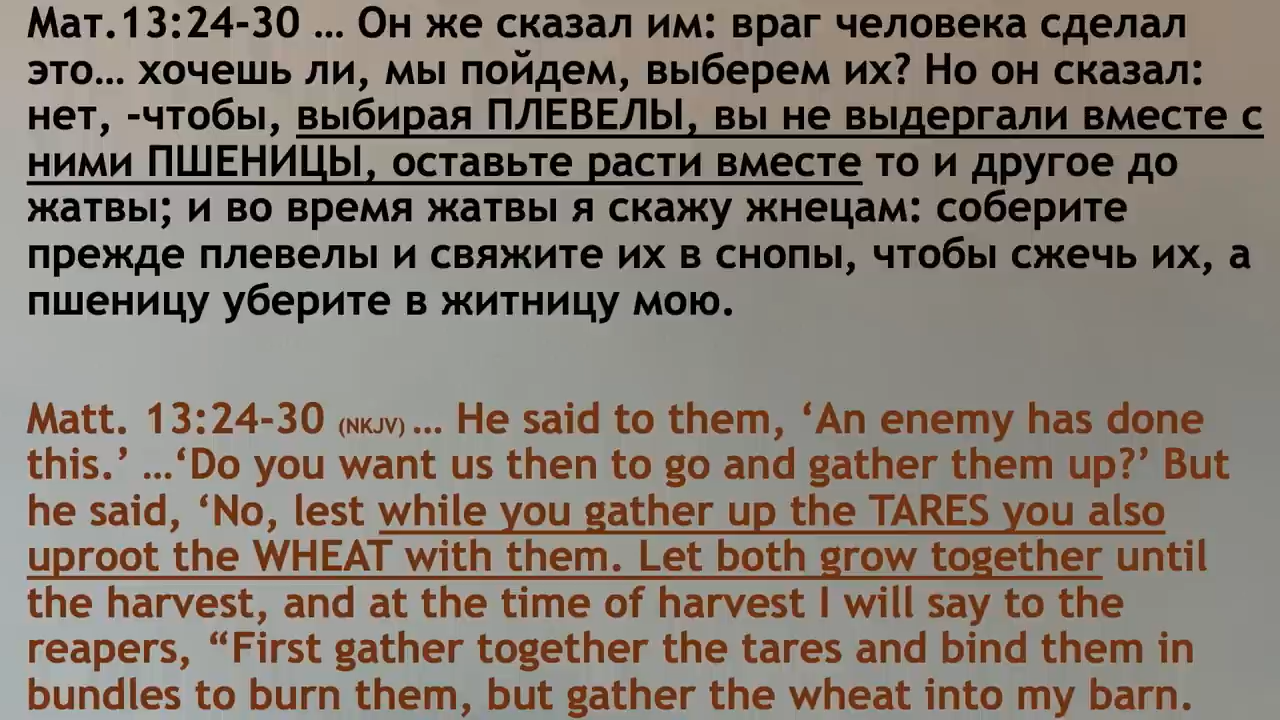 Мат.13:24-30 … Он же сказал им: враг человека сделал
это… хочешь ли, мы пойдем, выберем их? Но он сказал:
нет, -чтобы, выбирая ПЛЕВЕЛЫ, вы не выдергали вместе с
ними ПШЕНИЦЫ, оставьте расти вместе то и другое до
жатвы; и во время жатвы я скажу жнецам: соберите
прежде плевелы и свяжите их в снопы, чтобы сжечь их, а
пшеницу уберите в житницу мою.
Matt. 13:24-30 (NKJV) … He said to them, ‘An enemy has done
this.’ …‘Do you want us then to go and gather them up?’ But
he said, ‘No, lest while you gather up the TARES you also
uproot the WHEAT with them. Let both grow together until
the harvest, and at the time of harvest I will say to the
reapers, “First gather together the tares and bind them in
bundles to burn them, but gather the wheat into my barn.